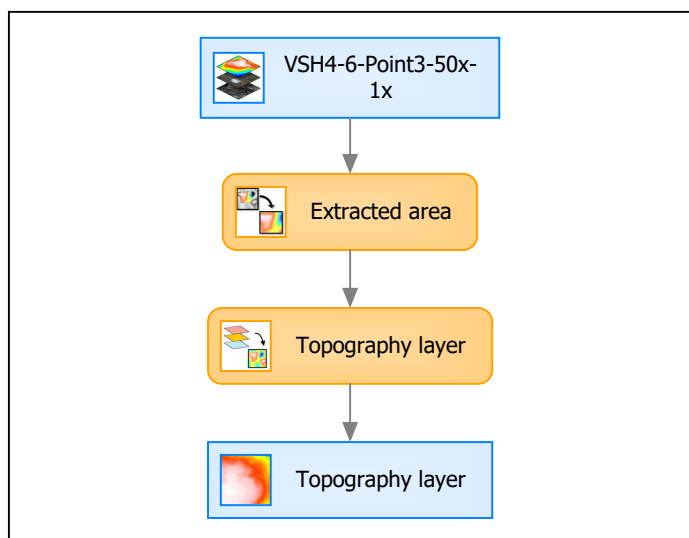 VSH4-6-Point3-50x-
1x
Extracted area
Topography layer
Topography layer